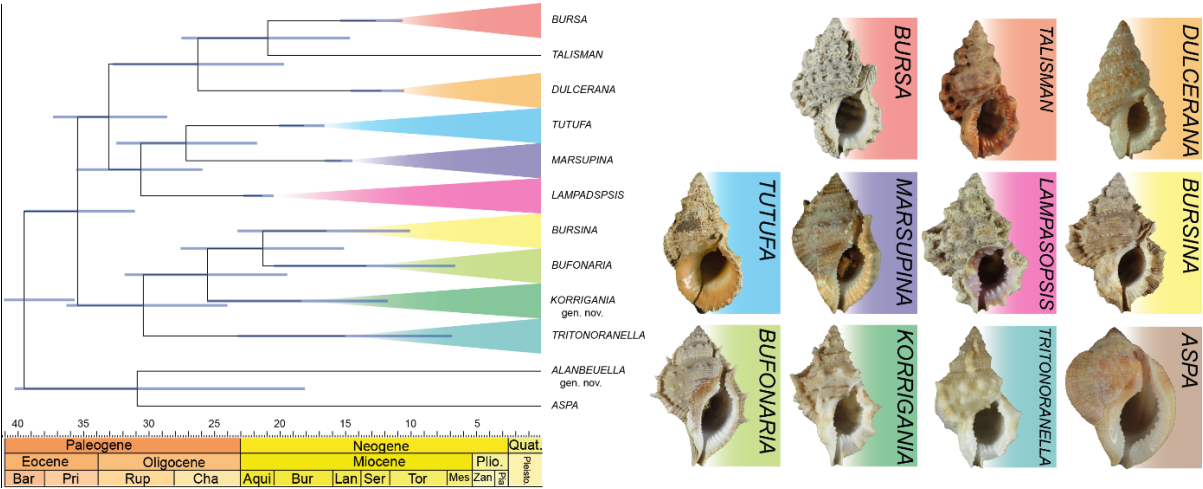 BURSA
TALISMAN
DULCERANA
TUTUFA
MARSUPINA
LAMPADSPSIS
BURSINA
BUFONARIA
KORRIGANIA
gen. nov.
TRITONORANELLA
ALANBEUELLA
gen. nov.
ASPA
40 35 30 25 20 15 10 5
Paleogene Neogene Quat.
Eocene Oligocene Miocene Plio. Pleisto.
Bar Pri Rup Cha Aqui Bur Lan Ser Tor Mes Zan Pia
BURSA
TALISMAN
DULCERANA
TUTUFA
MARSUPINA
LAMPASOPSIS
BURSINA
BUFONARIA
KORRIGANIA
TRITONORANELLA
ASPA